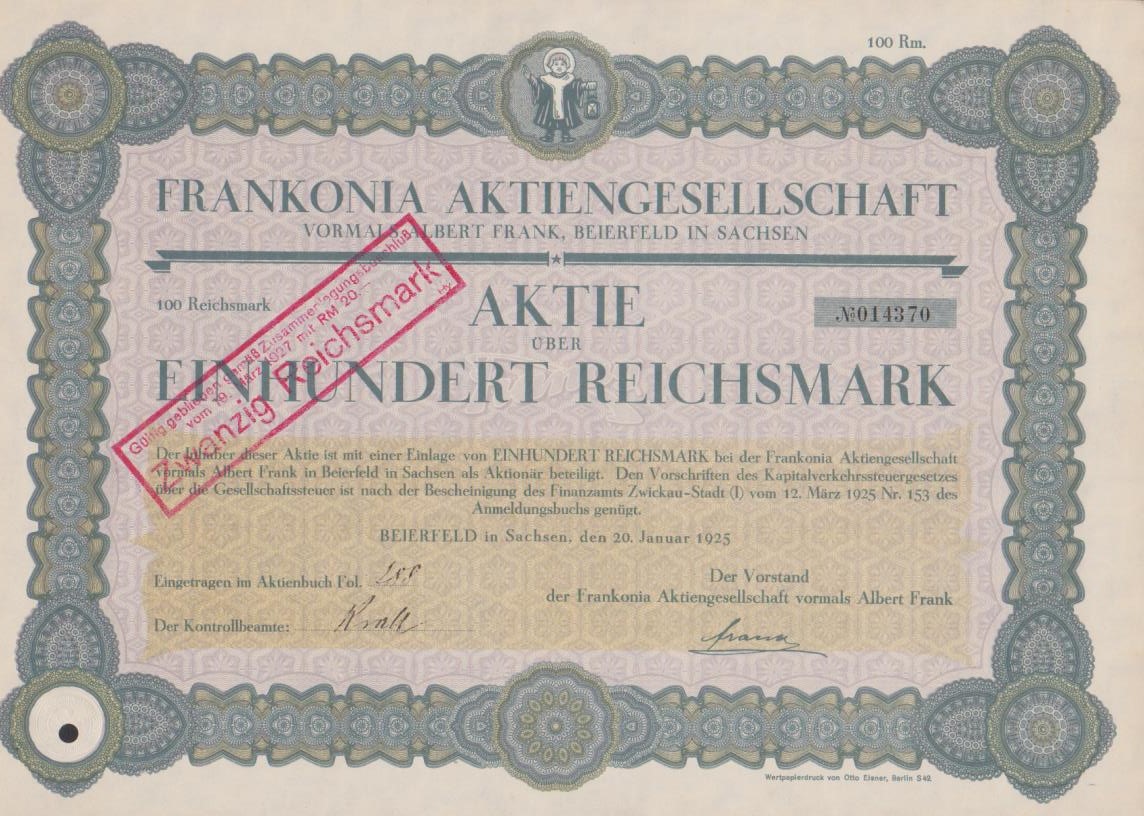 100 Rm.
FRANKONIA AKTIENGESELLSCHAFT
VORMALS ALBERT FRANK, BEIERFELD IN SACHSEN
100 Reichsmark
AKTIE
№014370
ÜBER
EINHUNDERT REICHSMARK
Gültig geblieben gemäß Zusammenlegungsbeschluß
vom 19. März 1927 mit RM 20.–
Zwanzig Reichsmark
Der Inhaber dieser Aktie ist mit einer Einlage von EINHUNDERT REICHSMARK bei der Frankonia Aktiengesellschaft
vormals Albert Frank in Beierfeld in Sachsen als Aktionär beteiligt. Den Vorschriften des Kapitalverkehrssteuergesetzes
über die Gesellschaftssteuer ist nach der Bescheinigung des Finanzamts Zwickau-Stadt (I) vom 12. März 1925 Nr. 153 des
Anmeldungsbuchs genügt.
BEIERFELD in Sachsen, den 20. Januar 1925
Eingetragen im Aktienbuch Fol.
Der Vorstand
der Frankonia Aktiengesellschaft vormals Albert Frank
Der Kontrollbeamte:
Frank
Wertpapierdruck von Otto Elsner, Berlin S 42.